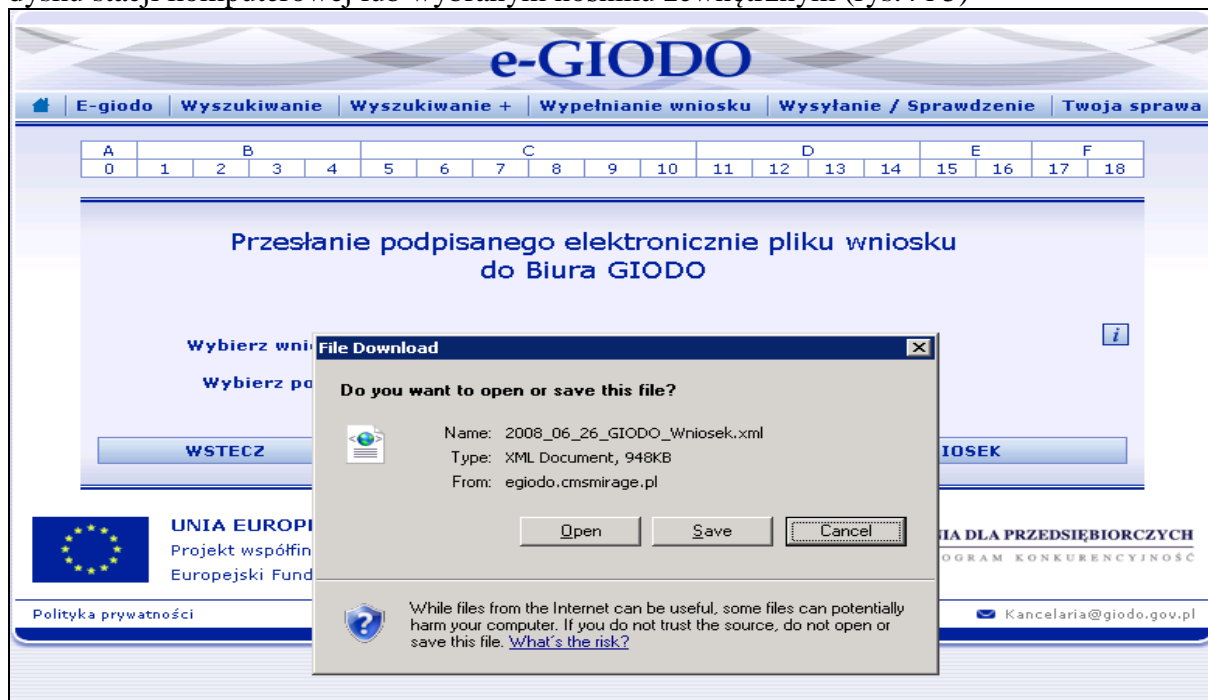 e-GIODO
E-giodo Wyszukiwanie Wyszukiwanie + Wypełnianie wniosku Wysyłanie / Sprawdzenie Twoja sprawa
A B C D E F
0 1 2 3 4 5 6 7 8 9 10 11 12 13 14 15 16 17 18
Przesłanie podpisanego elektronicznie pliku wniosku
do Biura GIODO
Wybierz
File Download
Wybierz
Do you want to open or save this file?
Name: 2008_06_26_GIODO_Wniosek.xml
Type: XML Document, 948KB
From: egiodo.cmsmirage.pl
WSTECZ
Open Save Cancel
UNIA
DLA PRZEDSIĘBIORCZYCH
Projekt
KONKURENCYJNOŚĆ
Europejski
Polityka prywatności
Kancelaria@giodo.gov.pl
While files from the Internet can be useful, some files can potentially
harm your computer. If you do not trust the source, do not open or
save this file. What's the risk?